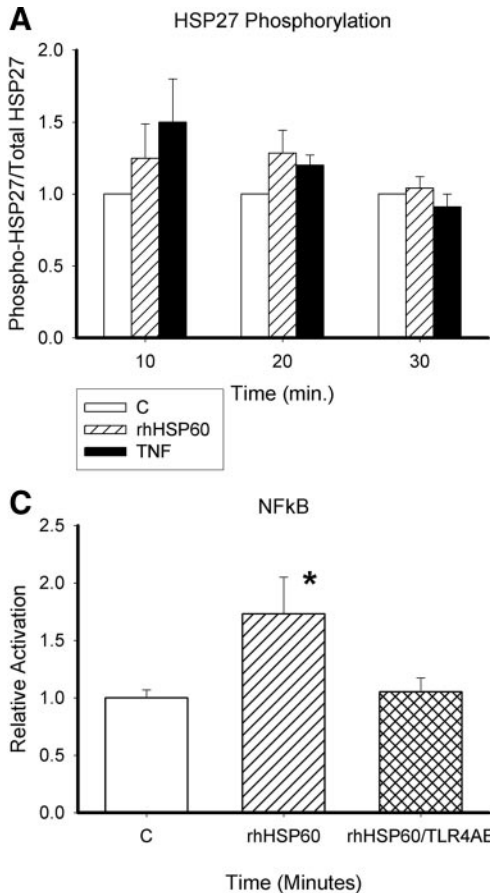 A
HSP27 Phosphorylation
Phospho-HSP27/Total HSP27
2.0
1.5
1.0
0.5
0.0
10 20 30
Time (min.)
C
rhHSP60
TNF
C
NFkB
Relative Activation
2.5
2.0
1.5
1.0
0.5
0.0
*
C rhHSP60 rhHSP60/TLR4AB
Time (Minutes)